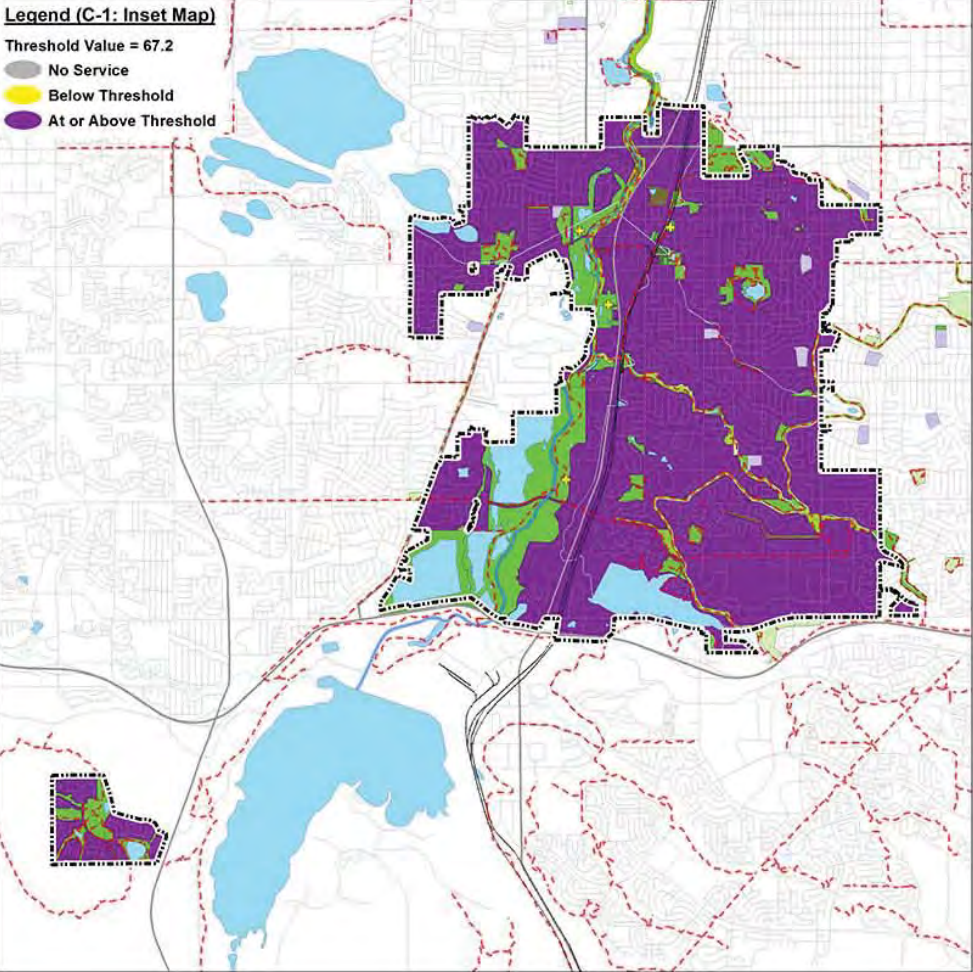 Legend (C-1: Inset Map)
Threshold Value = 67.2
No Service
Below Threshold
At or Above Threshold